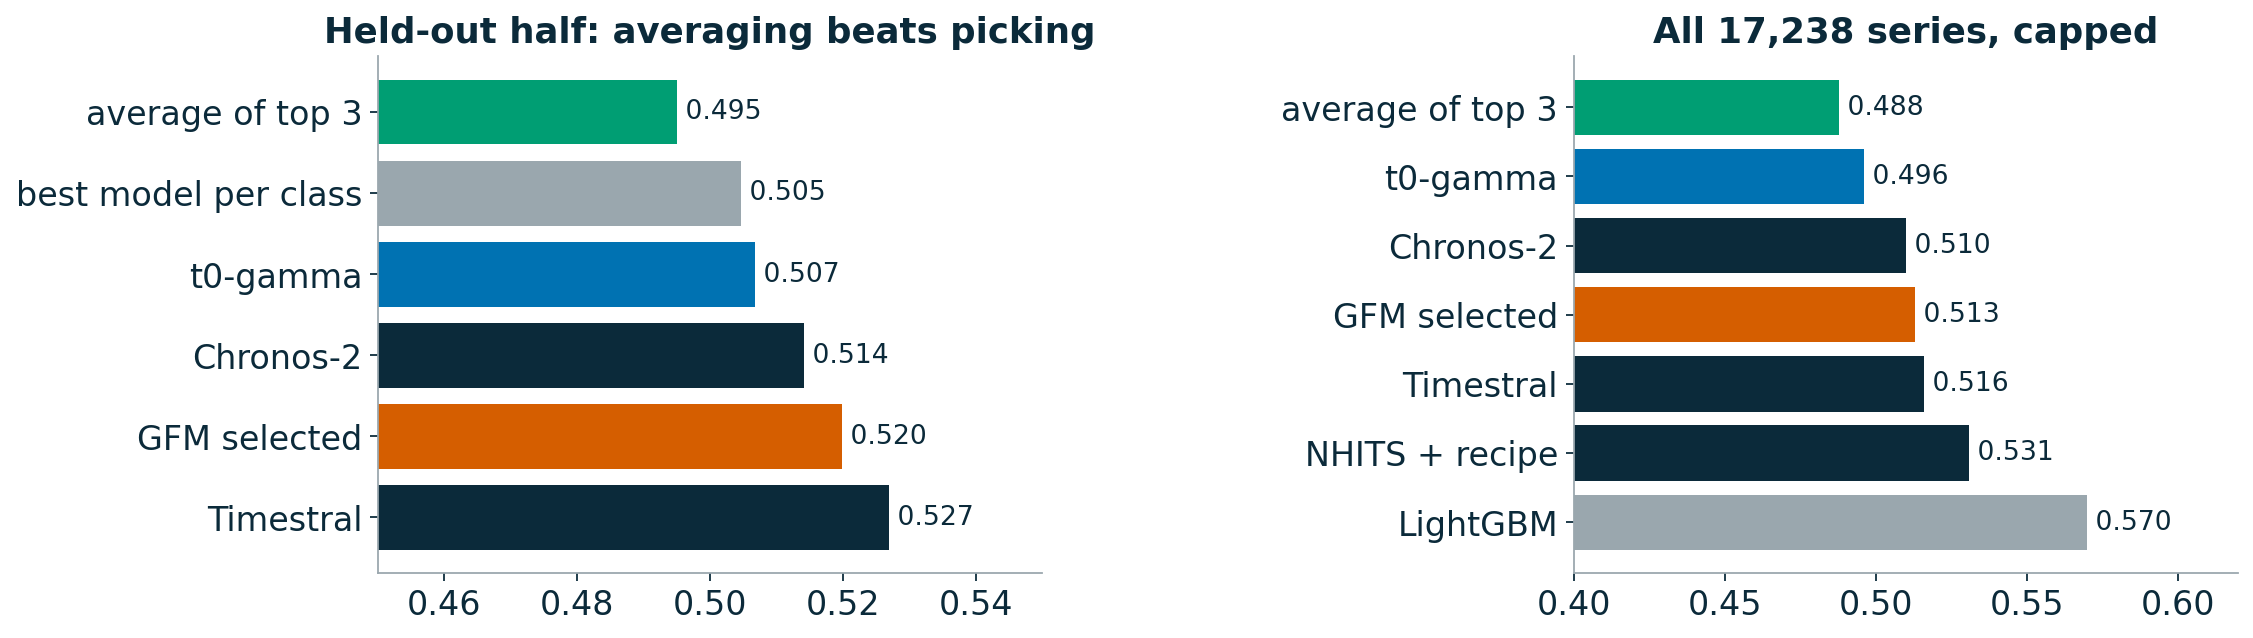 Held-out half: averaging beats picking
average of top 3 0.495
best model per class 0.505
t0-gamma 0.507
Chronos-2 0.514
GFM selected 0.520
Timestral 0.527
0.46 0.48 0.50 0.52 0.54
All 17,238 series, capped
average of top 3 0.488
t0-gamma 0.496
Chronos-2 0.510
GFM selected 0.513
Timestral 0.516
NHITS + recipe 0.531
LightGBM 0.570
0.40 0.45 0.50 0.55 0.60